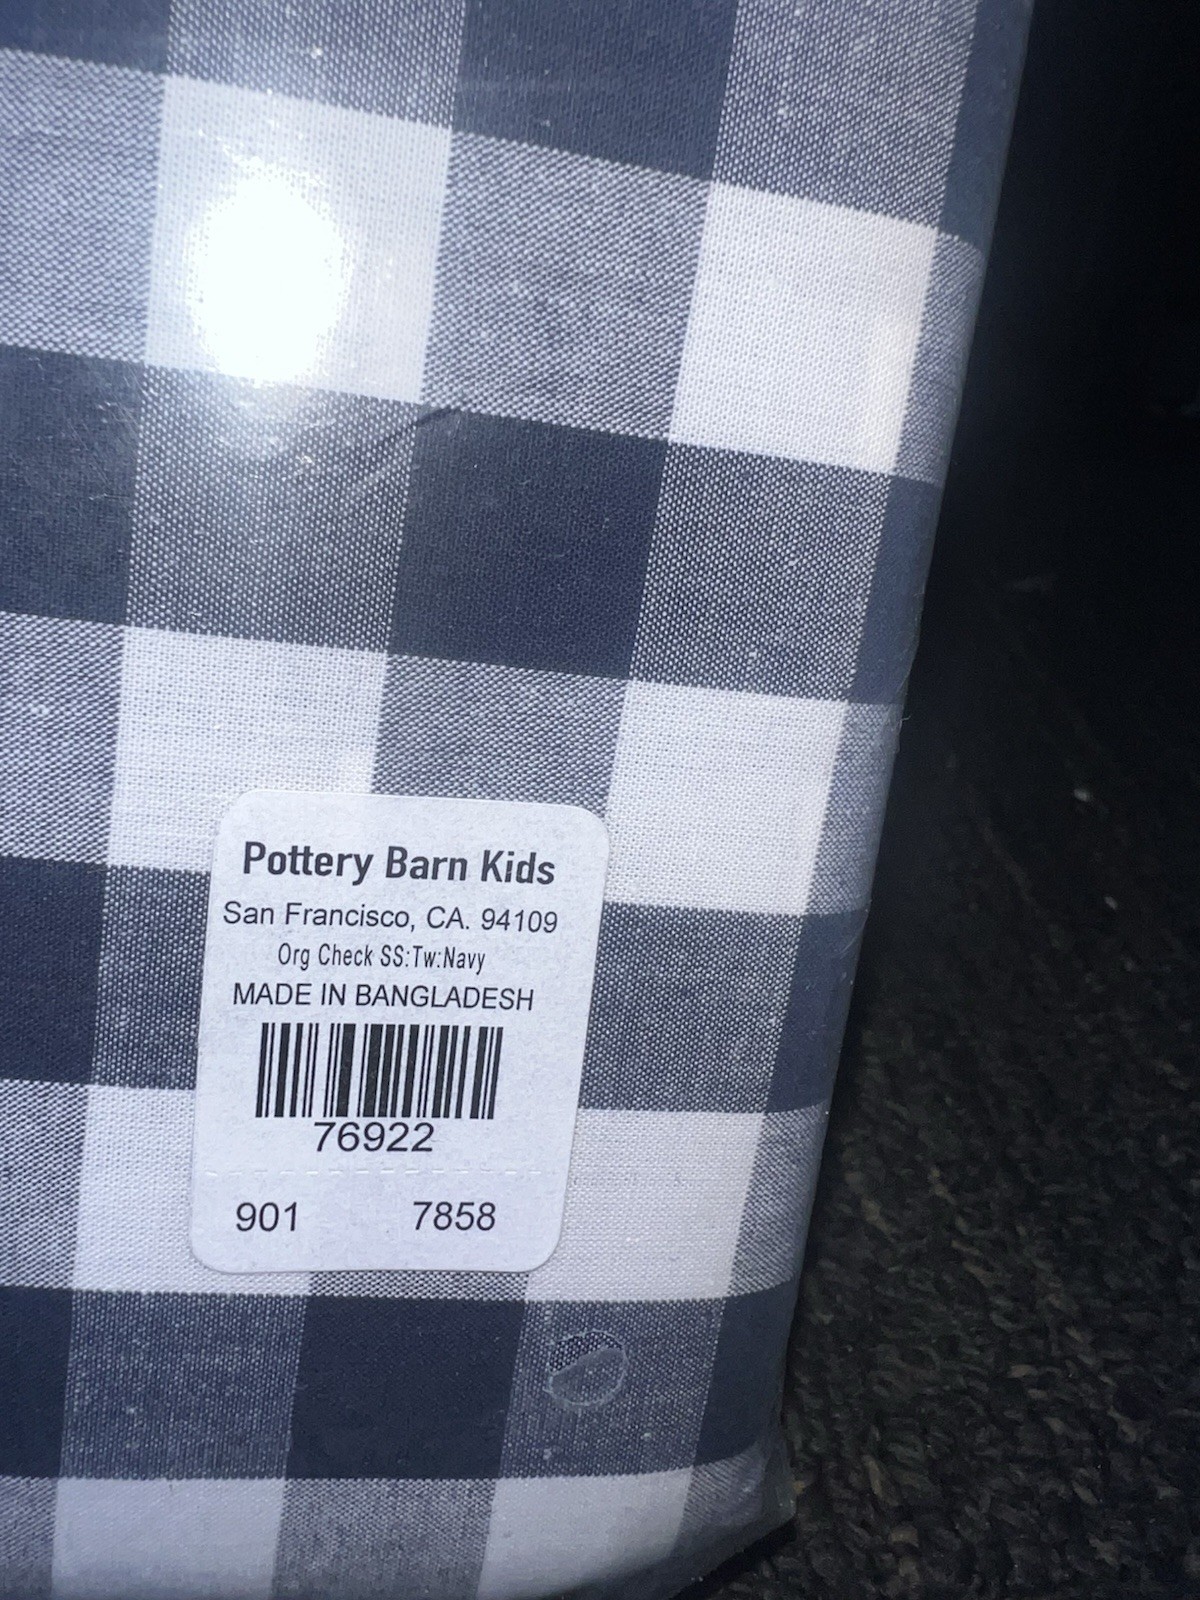 Pottery Barn Kids
San Francisco, CA. 94109
Org Check SS:Tw:Navy
MADE IN BANGLADESH
76922
901 7858